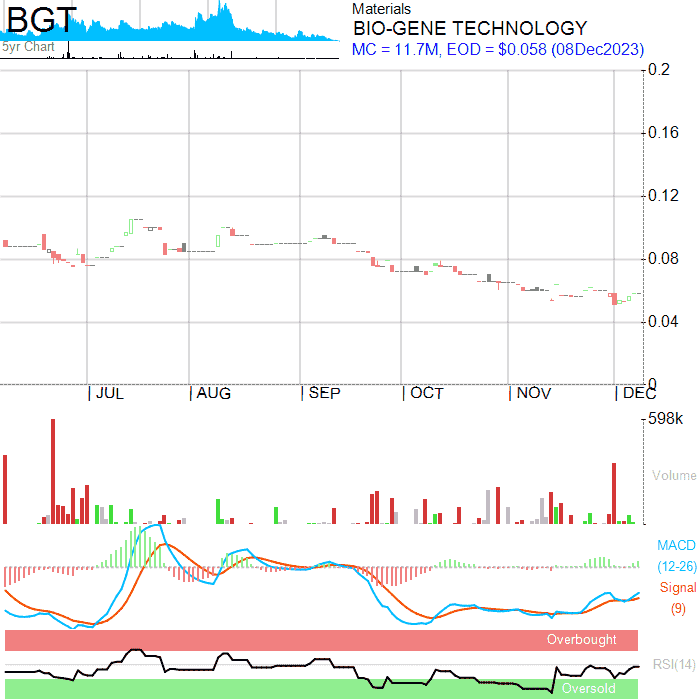 BGT
5yr Chart
Materials
BIO-GENE TECHNOLOGY
MC = 11.7M, EOD = $0.058 (08Dec2023)
0.2
0.16
0.12
0.08
0.04
0
JUL AUG SEP OCT NOV DEC
598k
Volume
MACD
(12-26)
Signal
(9)
Overbought
RSI(14)
Oversold